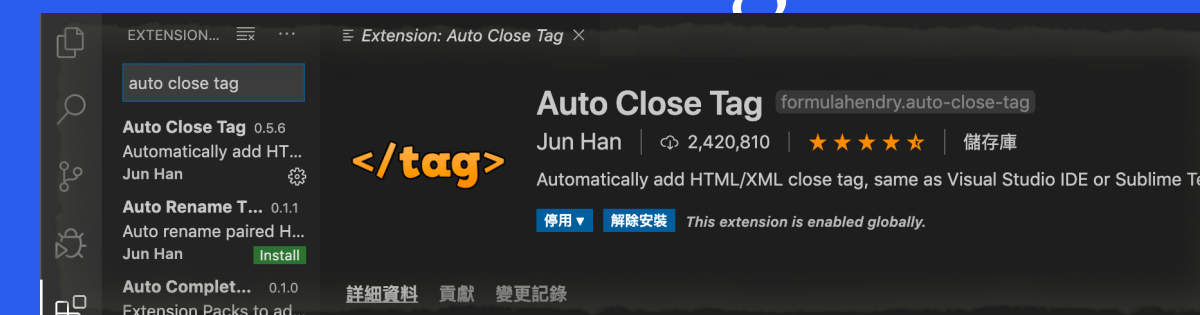 EXTENSION...
auto close tag
Auto Close Tag 0.5.6
Automatically add HT...
Jun Han
Auto Rename T... 0.1.1
Auto rename paired H...
Jun Han Install
Auto Complet... 0.1.0
Extension Packs to ad...
Extension: Auto Close Tag
</tag>
Auto Close Tag formulahendry.auto-close-tag
Jun Han 2,420,810 儲存庫
Automatically add HTML/XML close tag, same as Visual Studio IDE or Sublime
停用 解除安裝 This extension is enabled globally.
詳細資料 貢獻 變更記錄